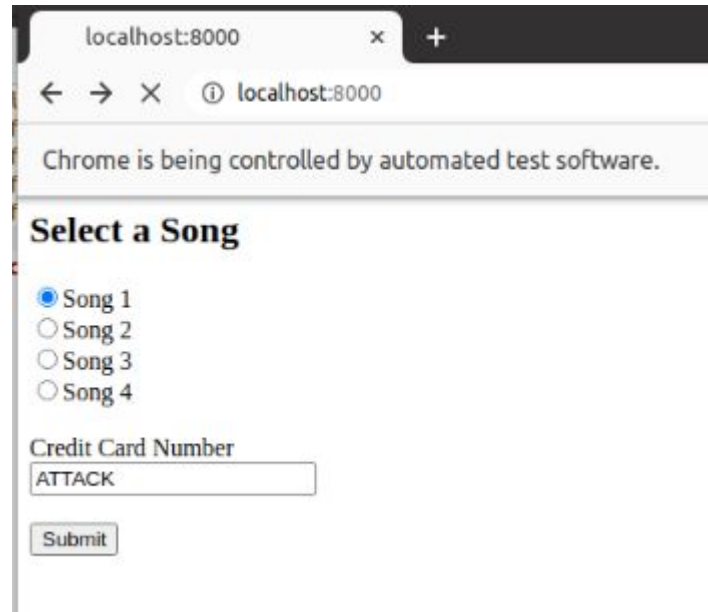 localhost:8000
localhost:8000
Chrome is being controlled by automated test software.
Select a Song
Song 1
Song 2
Song 3
Song 4
Credit Card Number
ATTACK
Submit